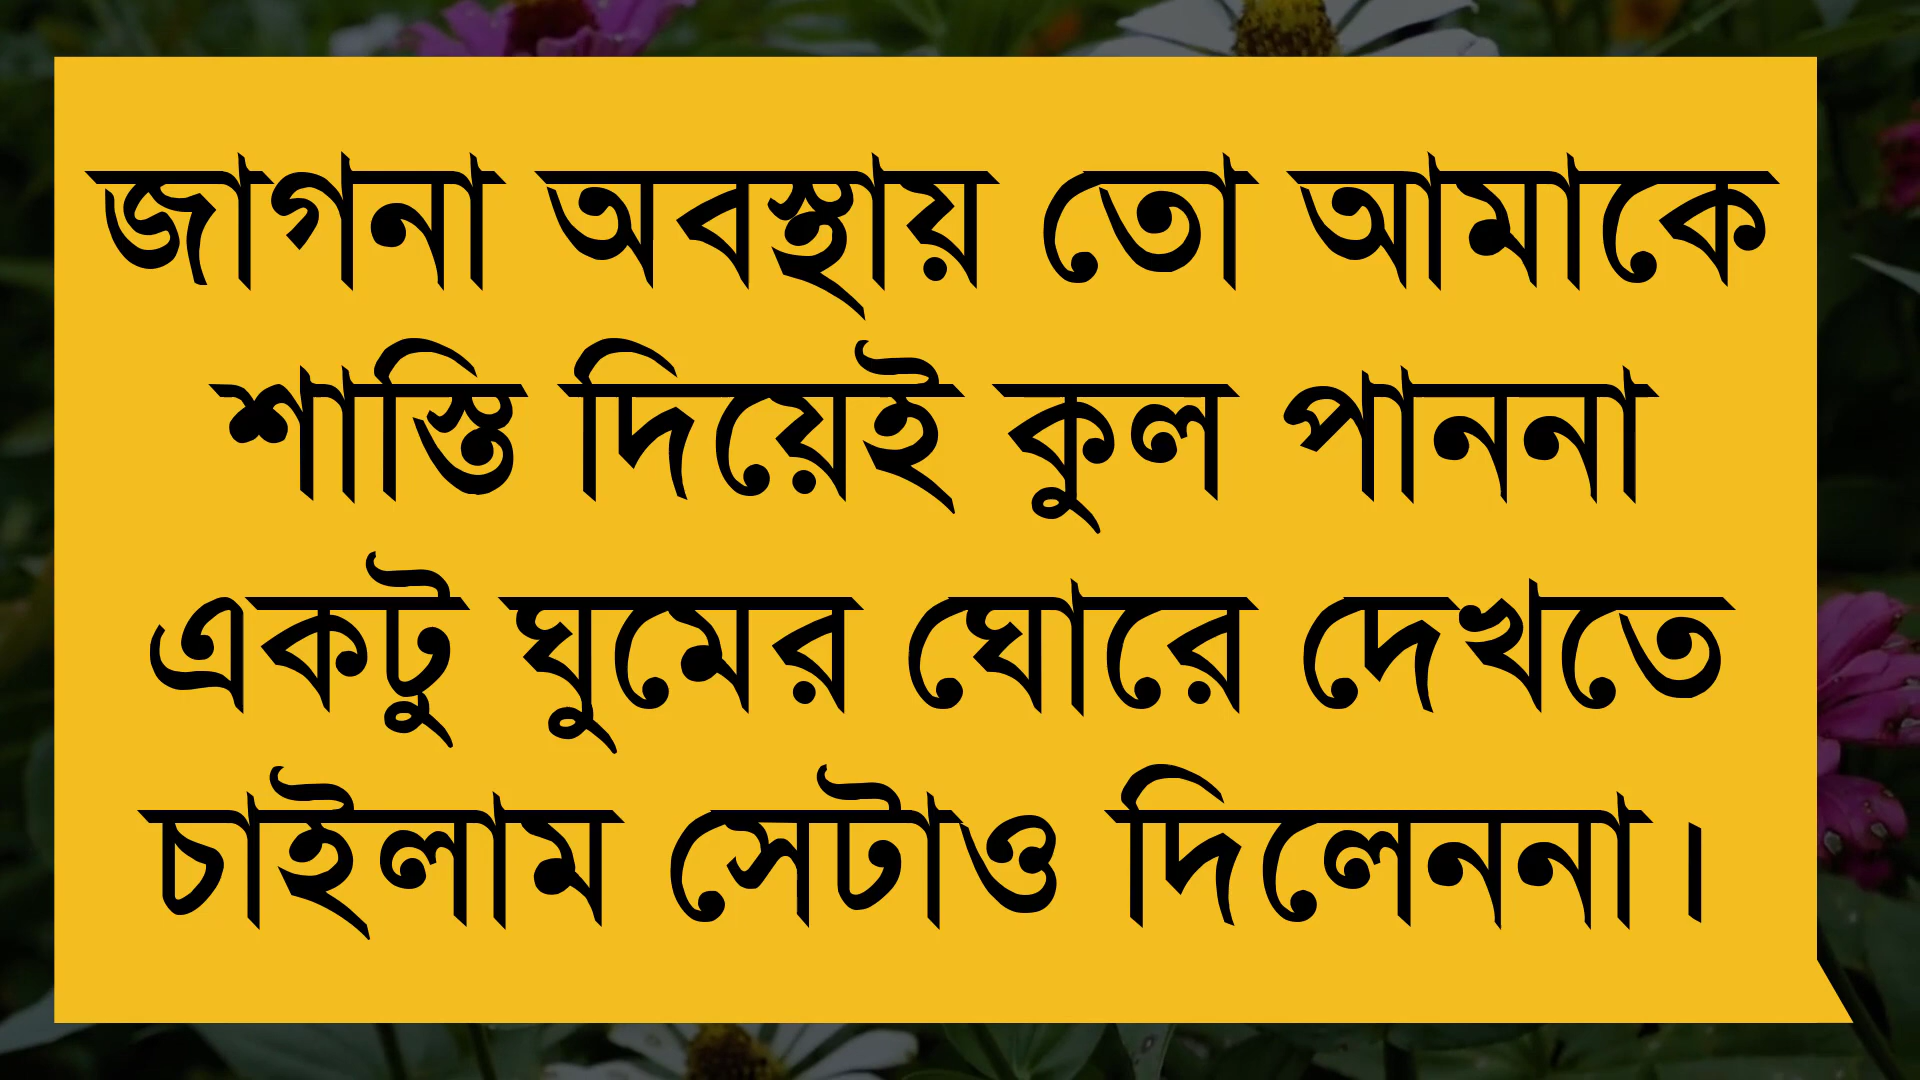 জাগনা অবস্থায় তো আমাকে
শাস্তি দিয়েই কুল পাননা
একটু ঘুমের ঘোরে দেখতে
চাইলাম সেটাও দিলেননা।